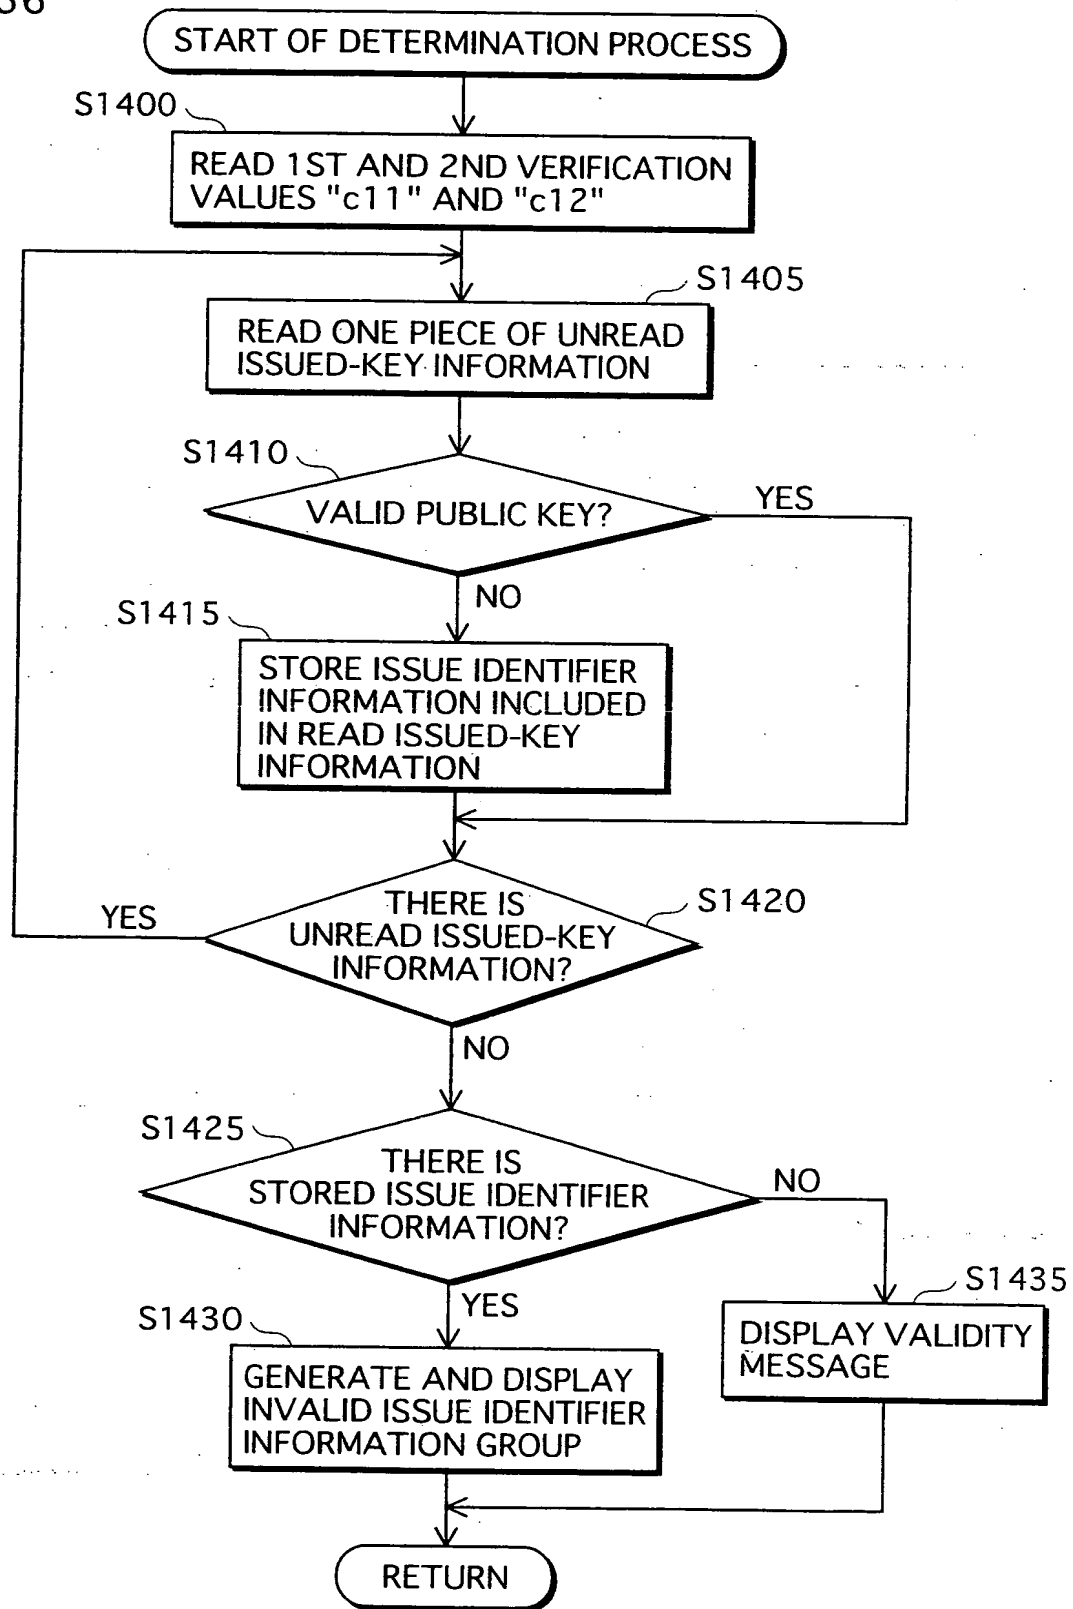 START OF DETERMINATION PROCESS
S1400
READ 1ST AND 2ND VERIFICATION
VALUES "c11" AND "c12"
S1405
READ ONE PIECE OF UNREAD
ISSUED-KEY INFORMATION
S1410
VALID PUBLIC KEY?
YES
NO
S1415
STORE ISSUE IDENTIFIER
INFORMATION INCLUDED
IN READ ISSUED-KEY
INFORMATION
S1420
YES
THERE IS
UNREAD ISSUED-KEY
INFORMATION?
NO
S1425
THERE IS
STORED ISSUE IDENTIFIER
INFORMATION?
NO
YES
S1430
GENERATE AND DISPLAY
INVALID ISSUE IDENTIFIER
INFORMATION GROUP
S1435
DISPLAY VALIDITY
MESSAGE
RETURN